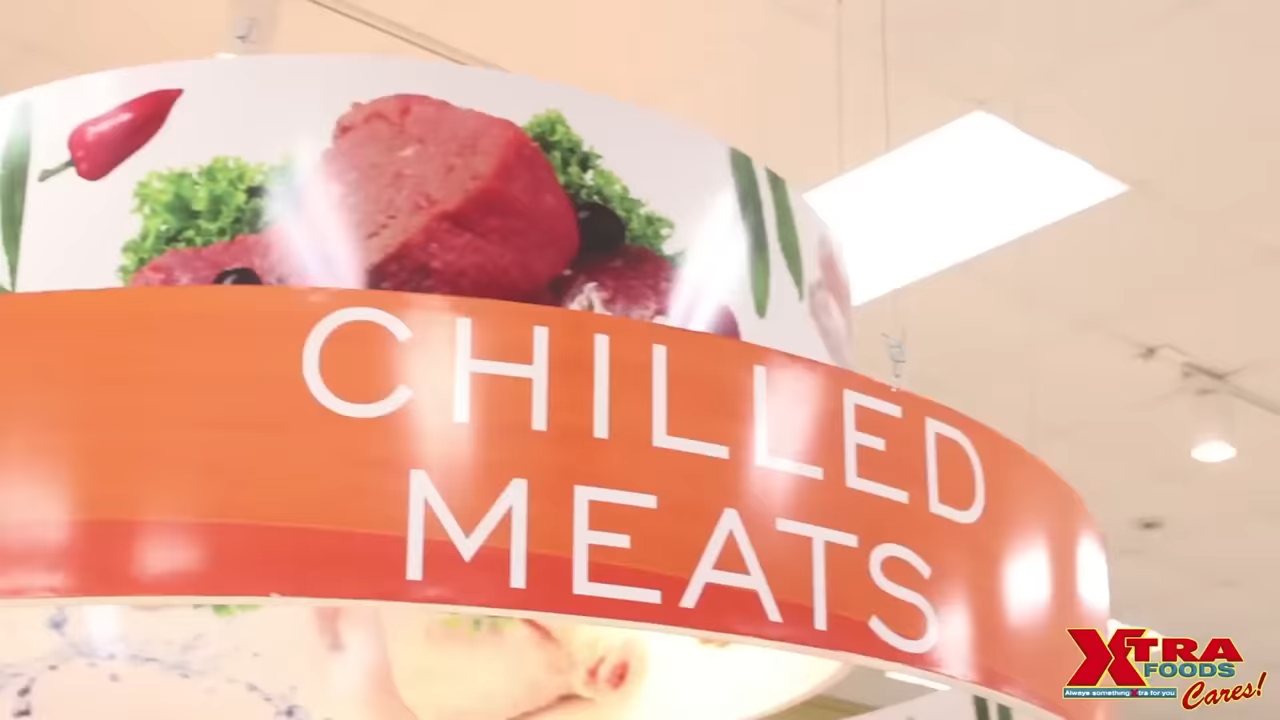 CHILLED
MEATS
XTRA
FOODS
Always something Xtra for you
Cares!